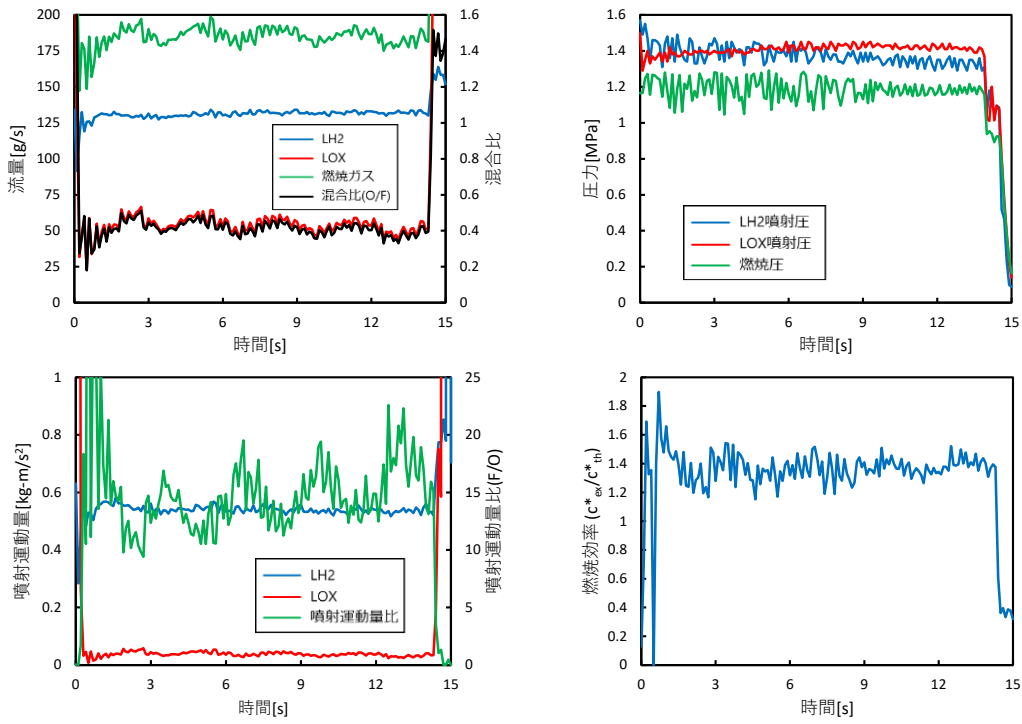 流量[g/s]
200
175
150
125
100
75
50
25
0
1.6
1.4
1.2
1
0.8
0.6
0.4
0.2
0
混合比
LH2
LOX
燃焼ガス
混合比(O/F)
0 3 6 9 12 15
時間[s]
圧力[MPa]
1.6
1.4
1.2
1
0.8
0.6
0.4
0.2
0
LH2噴射圧
LOX噴射圧
燃焼圧
0 3 6 9 12 15
時間[s]
噴射運動量[kg-m/s²]
1
0.8
0.6
0.4
0.2
0
25
20
15
10
5
0
噴射運動量比(F/O)
LH2
LOX
噴射運動量比
0 3 6 9 12 15
時間[s]
燃焼効率 (c*ex/c*th)
2
1.8
1.6
1.4
1.2
1
0.8
0.6
0.4
0.2
0
0 3 6 9 12 15
時間[s]